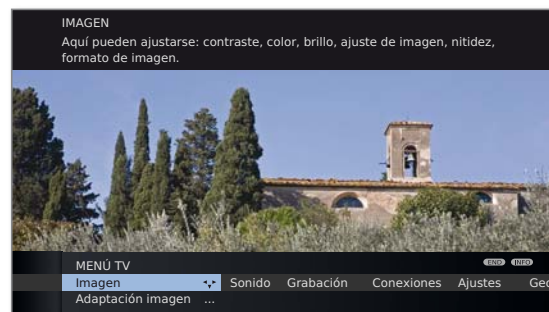 IMAGEN
Aquí pueden ajustarse: contraste, color, brillo, ajuste de imagen, nitidez,
formato de imagen.
MENÚ TV END INFO
Imagen Sonido Grabación Conexiones Ajustes Geo
Adaptación imagen ...